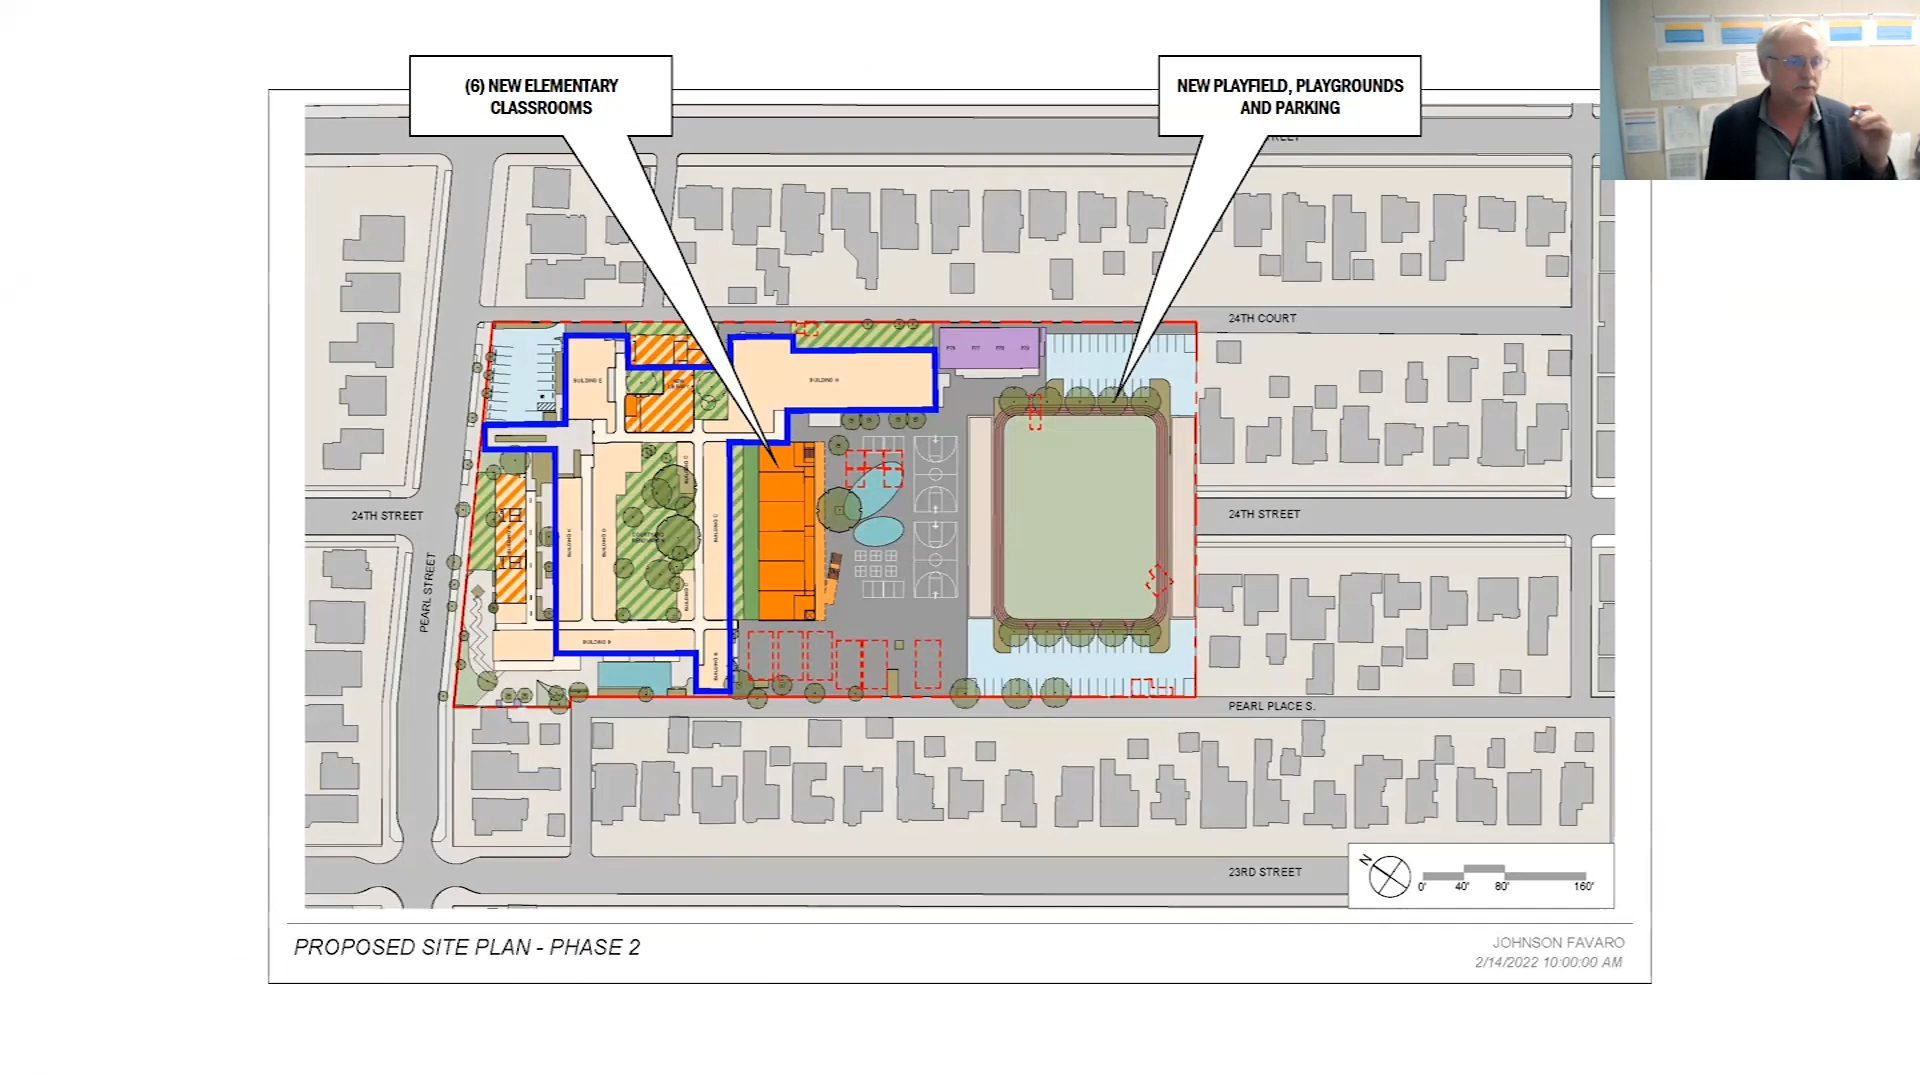 (6) NEW ELEMENTARY
CLASSROOMS
NEW PLAYFIELD, PLAYGROUNDS
AND PARKING
24TH COURT
BUILDING E
BUILDING B
24TH STREET
24TH STREET
PEARL STREET
PEARL PLACE S.
23RD STREET
N
0' 40' 80' 160'
PROPOSED SITE PLAN - PHASE 2
JOHNSON FAVARO
2/14/2022 10:00:00 AM